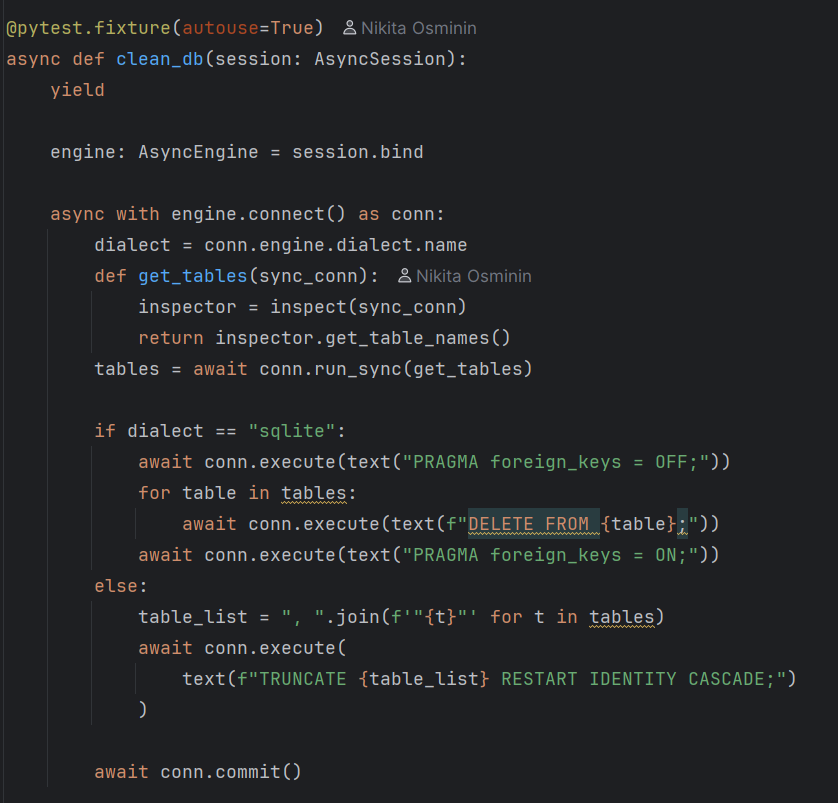 @pytest.fixture(autouse=True) Nikita Osminin
async def clean_db(session: AsyncSession):
    yield
    engine: AsyncEngine = session.bind
    async with engine.connect() as conn:
        dialect = conn.engine.dialect.name
        def get_tables(sync_conn): Nikita Osminin
            inspector = inspect(sync_conn)
            return inspector.get_table_names()
        tables = await conn.run_sync(get_tables)
        if dialect == "sqlite":
            await conn.execute(text("PRAGMA foreign_keys = OFF;"))
            for table in tables:
                await conn.execute(text(f"DELETE FROM {table};"))
            await conn.execute(text("PRAGMA foreign_keys = ON;"))
        else:
            table_list = ", ".join(f'"{t}"' for t in tables)
            await conn.execute(
                text(f"TRUNCATE {table_list} RESTART IDENTITY CASCADE;")
            )
        await conn.commit()